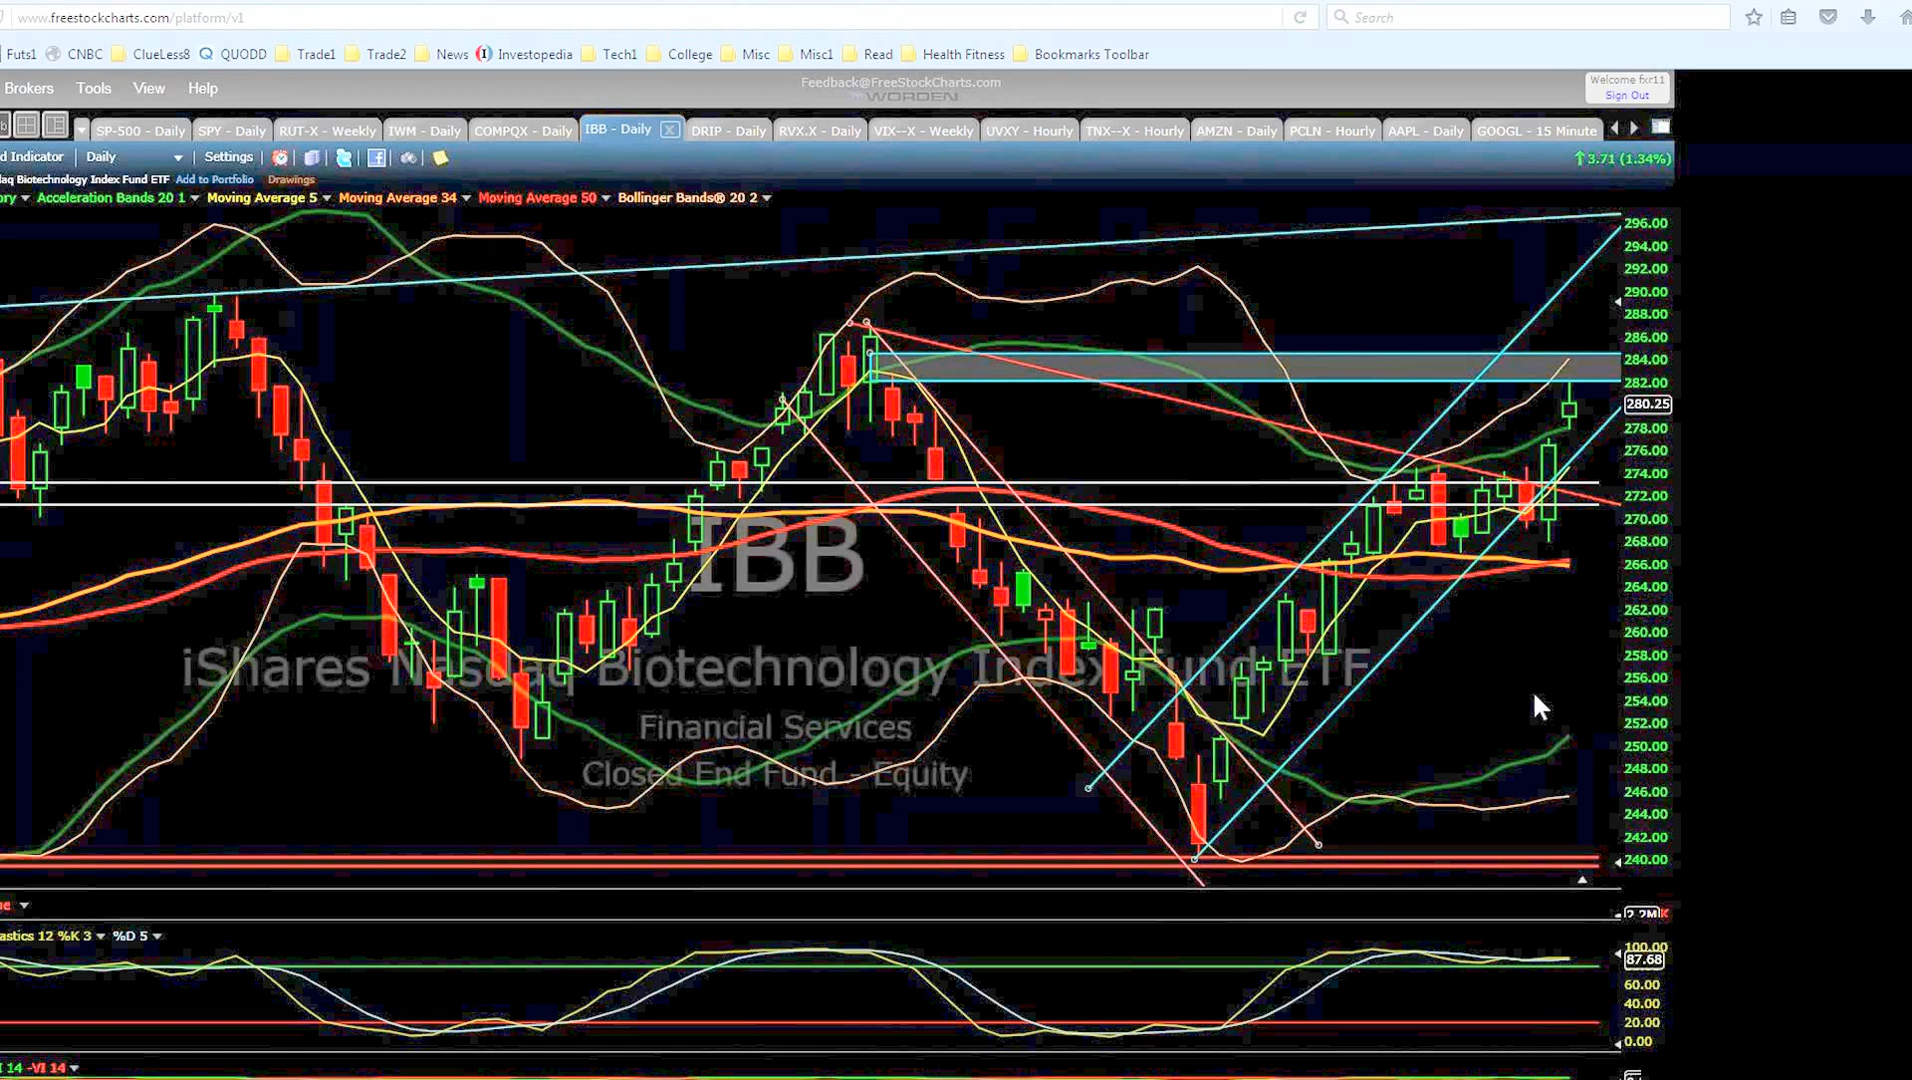 www.freestockcharts.com/platform/v1
Search
Futs1 CNBC ClueLess8 QUODD Trade1 Trade2 News Investopedia Tech1 College Misc Misc1 Read Health Fitness Bookmarks Toolbar
Brokers Tools View Help
Feedback@FreeStockCharts.com
WORDEN
Welcome fxr11
Sign Out
SP-500 - Daily SPY - Daily RUT-X - Weekly IWM - Daily COMPQX - Daily IBB - Daily X DRIP - Daily RVX.X - Daily VIX--X - Weekly UVXY - Hourly TNX--X - Hourly AMZN - Daily PCLN - Hourly AAPL - Daily GOOGL - 15 Minute
d Indicator Daily Settings
↑3.71 (1.34%)
daq Biotechnology Index Fund ETF Add to Portfolio Drawings
ory Acceleration Bands 20 1 Moving Average 5 Moving Average 34 Moving Average 50 Bollinger Bands® 20 2
296.00
294.00
292.00
290.00
288.00
286.00
284.00
282.00
280.25
278.00
276.00
274.00
272.00
270.00
268.00
266.00
264.00
262.00
260.00
258.00
256.00
254.00
252.00
250.00
248.00
246.00
244.00
242.00
240.00
IBB
iShares Nasdaq Biotechnology Index Fund ETF
Financial Services
Closed End Fund - Equity
me
2.2M
astics 12 %K 3 %D 5
100.00
87.68
60.00
40.00
20.00
0.00
I 14 -VI 14